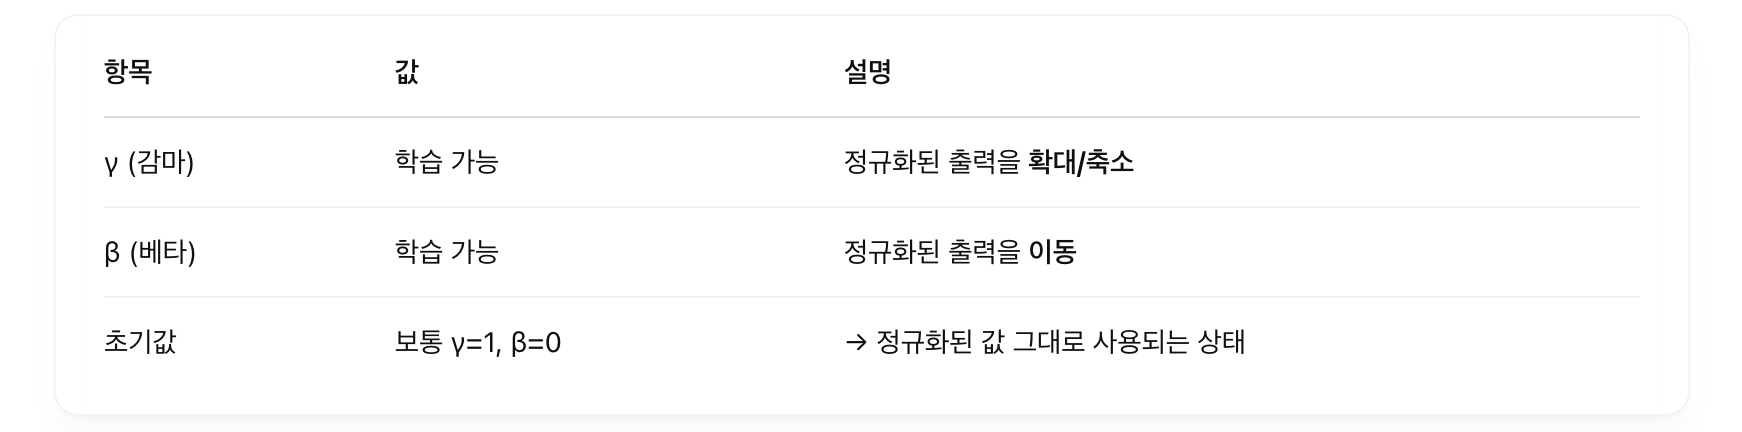 항목 값 설명
γ (감마) 학습 가능 정규화된 출력을 확대/축소
β (베타) 학습 가능 정규화된 출력을 이동
초기값 보통 γ=1, β=0 → 정규화된 값 그대로 사용되는 상태